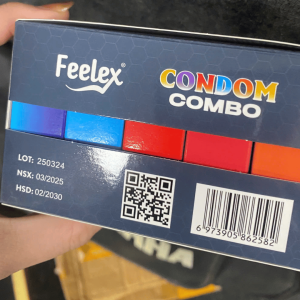 Feelex®
CONDOM
COMBO
LOT: 250324
NSX: 03/2025
HSD: 02/2030
6 973905 862582